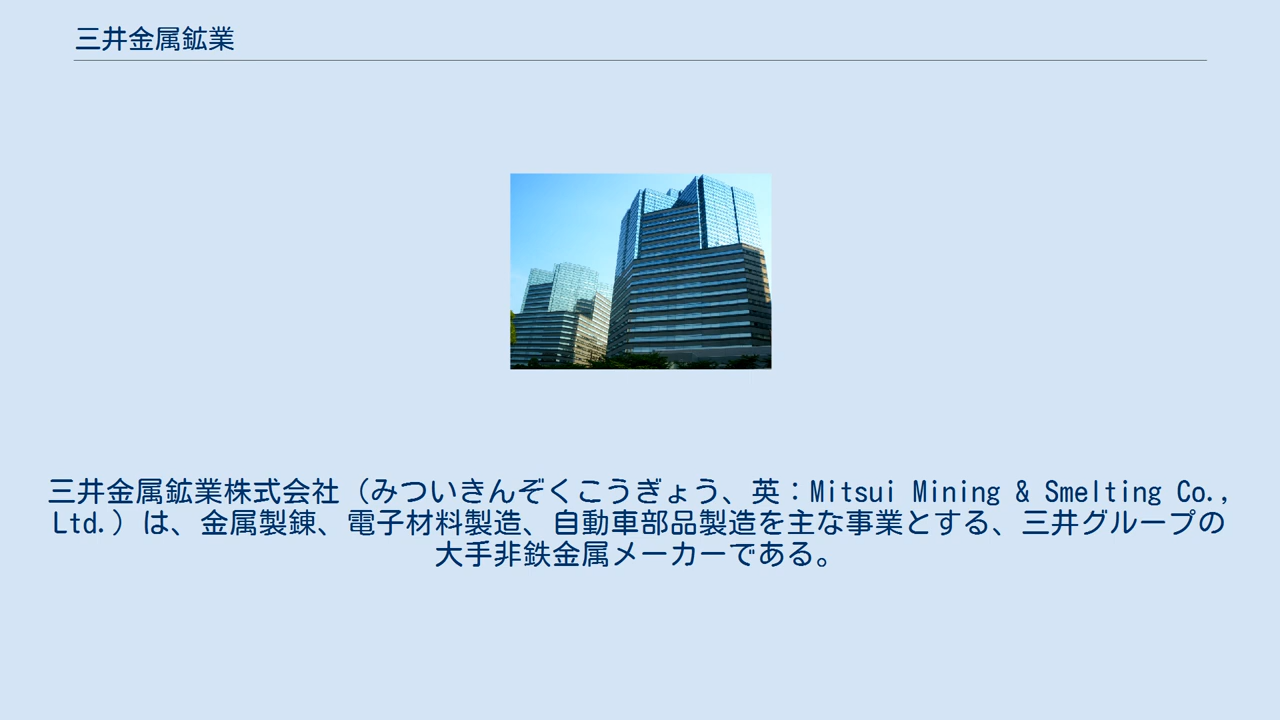 三井金属鉱業
三井金属鉱業株式会社（みついきんぞくこうぎょう、英：Mitsui Mining & Smelting Co.,
Ltd.）は、金属製錬、電子材料製造、自動車部品製造を主な事業とする、三井グループの
大手非鉄金属メーカーである。